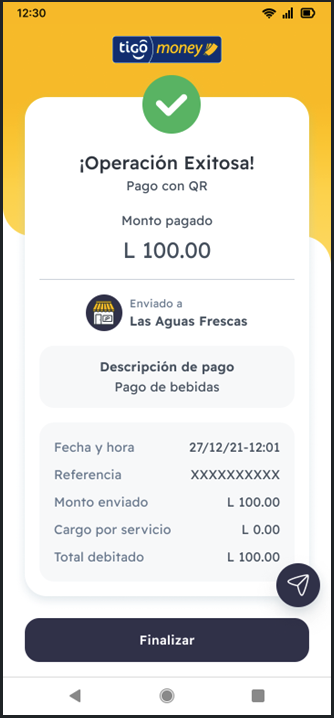 12:30
tigo money
¡Operación Exitosa!
Pago con QR
Monto pagado
L 100.00
Enviado a
Las Aguas Frescas
Descripción de pago
Pago de bebidas
Fecha y hora 27/12/21-12:01
Referencia XXXXXXXXXX
Monto enviado L 100.00
Cargo por servicio L 0.00
Total debitado L 100.00
Finalizar